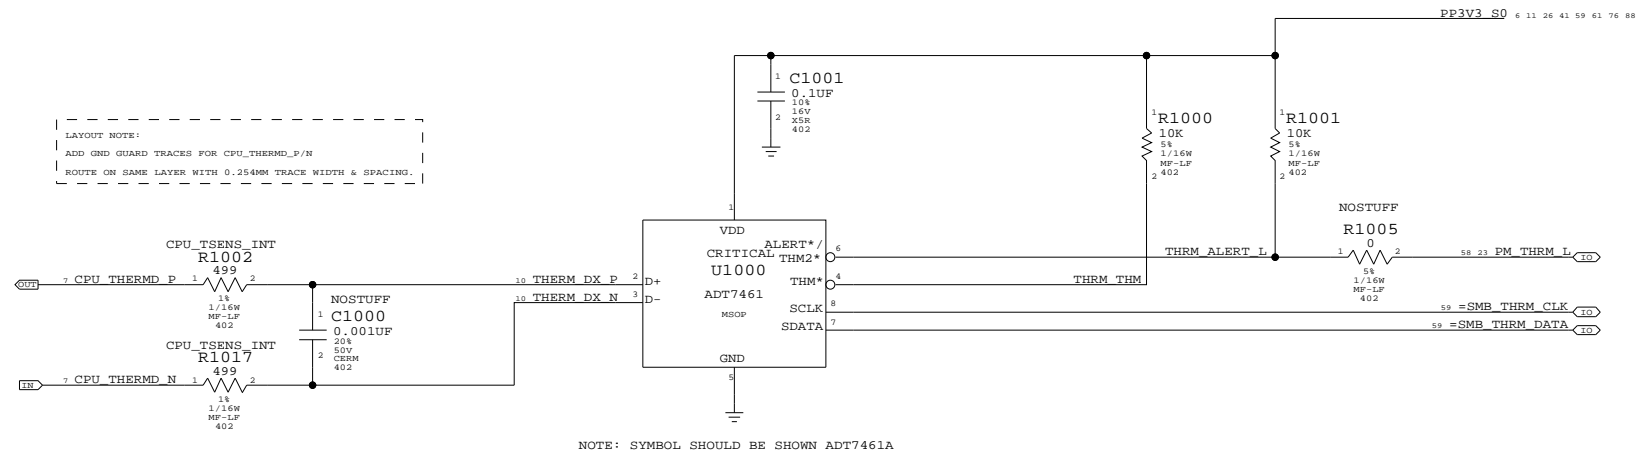 PP3V3_S0 6 11 26 41 59 61 76 88
1 C1001
0.1UF
10%
16V
2 X5R
402
1 R1000
10K
5%
1/16W
MF-LF
2 402
1 R1001
10K
5%
1/16W
MF-LF
2 402
LAYOUT NOTE:
ADD GND GUARD TRACES FOR CPU_THERMD_P/N
ROUTE ON SAME LAYER WITH 0.254MM TRACE WIDTH & SPACING.
1
VDD
CRITICAL
U1000
ADT7461
MSOP
GND
5
ALERT*/
THM2*
6
THM*
4
SCLK
8
SDATA
7
2
D+
3
D-
THRM_ALERT_L
THRM_THM
NOSTUFF
R1005
0
1 2
5%
1/16W
MF-LF
402
58 23 PM_THRM_L IO
59 =SMB_THRM_CLK IO
59 =SMB_THRM_DATA IO
CPU_TSENS_INT
R1002
499
OUT 7 CPU_THERMD_P 1 2
1%
1/16W
MF-LF
402
10 THERM_DX_P
10 THERM_DX_N
NOSTUFF
1 C1000
0.001UF
20%
50V
2 CERM
402
CPU_TSENS_INT
R1017
499
IN 7 CPU_THERMD_N 1 2
1%
1/16W
MF-LF
402
NOTE: SYMBOL SHOULD BE SHOWN ADT7461A